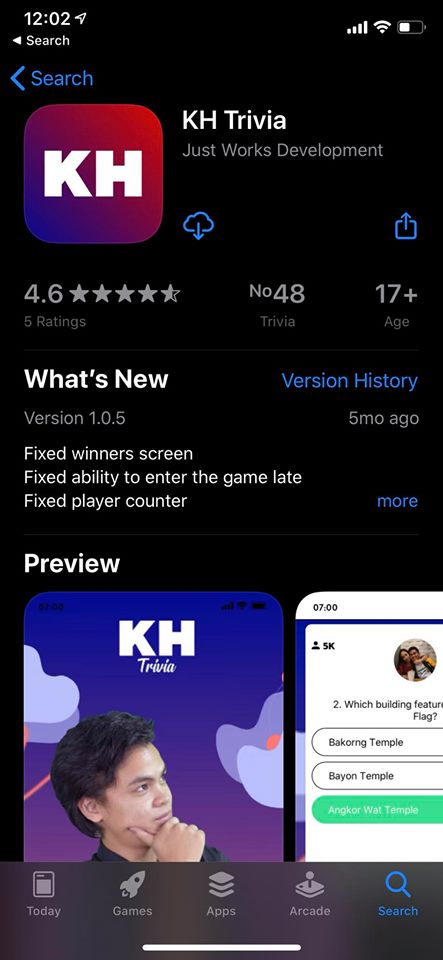 12:02
Search
Search
KH
KH Trivia
Just Works Development
4.6
No48
17+
5 Ratings
Trivia
Age
What's New
Version History
Version 1.0.5
5mo ago
Fixed winners screen
Fixed ability to enter the game late
Fixed player counter
more
Preview
07:00
KH
Trivia
07:00
5K
2. Which building feature
Flag?
Bakorng Temple
Bayon Temple
Angkor Wat Temple
Today
Games
Apps
Arcade
Search